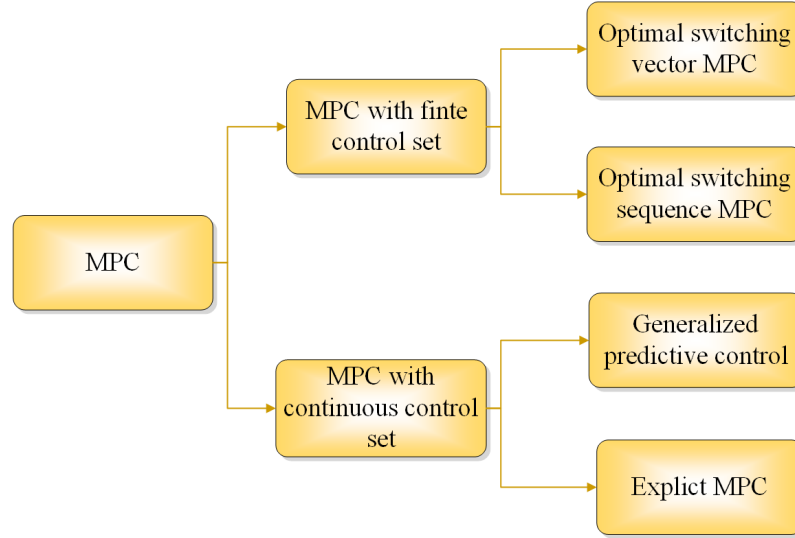 MPC
MPC with finte
control set
Optimal switching
vector MPC
Optimal switching
sequence MPC
MPC with
continuous control
set
Generalized
predictive control
Explict MPC